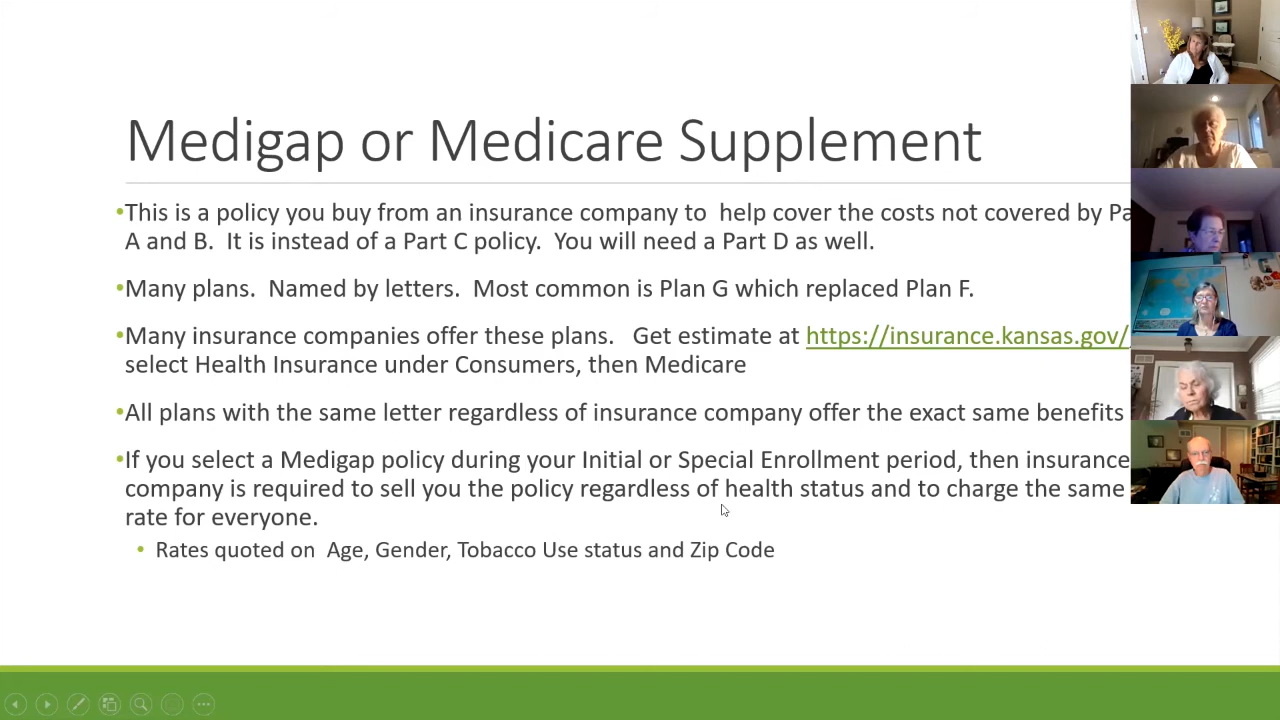 Medigap or Medicare Supplement
•This is a policy you buy from an insurance company to  help cover the costs not covered by Pa
A and B.  It is instead of a Part C policy.  You will need a Part D as well.
•Many plans.  Named by letters.  Most common is Plan G which replaced Plan F.
•Many insurance companies offer these plans.   Get estimate at https://insurance.kansas.gov/
select Health Insurance under Consumers, then Medicare
•All plans with the same letter regardless of insurance company offer the exact same benefits
•If you select a Medigap policy during your Initial or Special Enrollment period, then insurance
company is required to sell you the policy regardless of health status and to charge the same
rate for everyone.
• Rates quoted on  Age, Gender, Tobacco Use status and Zip Code